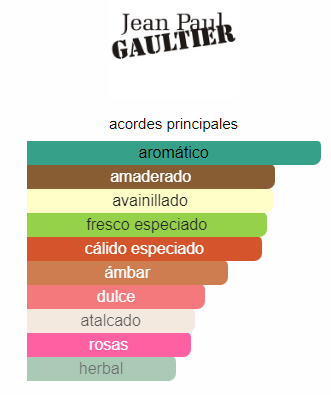 Jean Paul
GAULTIER
acordes principales
aromático
amaderado
avainillado
fresco especiado
cálido especiado
ámbar
dulce
atalcado
rosas
herbal